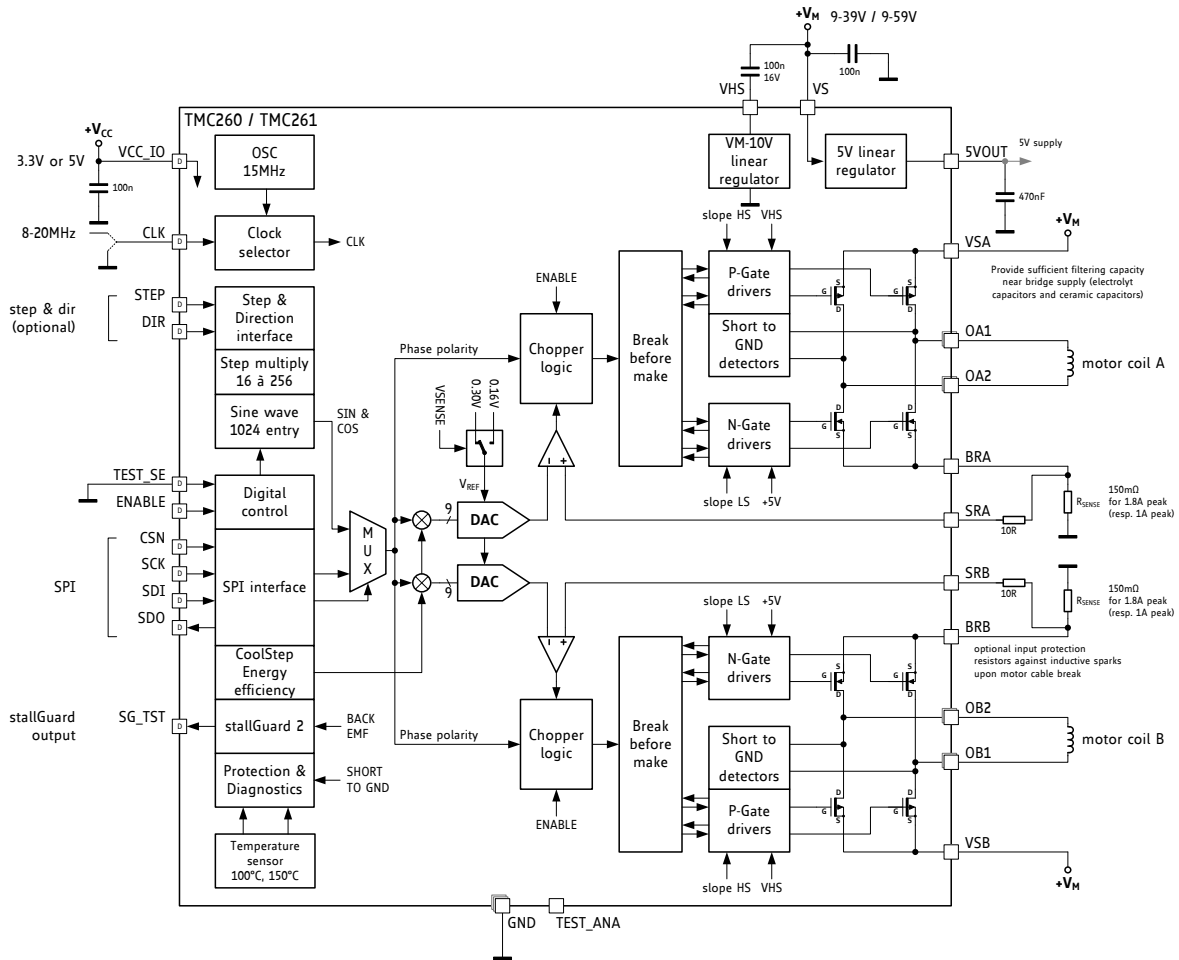 +VM 9-39V / 9-59V
100n
16V
100n
VHS
VS
TMC260 / TMC261
+VCC
3.3V or 5V
VCC_IO
D
100n
OSC
15MHz
VM-10V
linear
regulator
5V linear
regulator
5VOUT
5V supply
470nF
8-20MHz
CLK
D
Clock
selector
CLK
slope HS
VHS
+VM
VSA
Provide sufficient filtering capacity
near bridge supply (electrolyt
capacitors and ceramic capacitors)
step & dir
(optional)
STEP
D
DIR
D
Step &
Direction
interface
Step multiply
16 à 256
Sine wave
1024 entry
SIN &
COS
ENABLE
Phase polarity
Chopper
logic
Break
before
make
P-Gate
drivers
Short to
GND
detectors
N-Gate
drivers
S
G
D
S
G
D
D
G
S
D
G
S
OA1
OA2
motor coil A
VSENSE
0.30V
0.16V
VREF
- +
slope LS
+5V
BRA
SRA
10R
RSENSE
150mΩ
for 1.8A peak
(resp. 1A peak)
TEST_SE
D
ENABLE
D
Digital
control
SPI
CSN
D
SCK
D
SDI
D
SDO
D
SPI interface
M
U
X
9
DAC
9
DAC
- +
SRB
10R
RSENSE
150mΩ
for 1.8A peak
(resp. 1A peak)
BRB
optional input protection
resistors against inductive sparks
upon motor cable break
slope LS
+5V
CoolStep
Energy
efficiency
stallGuard
output
SG_TST
D
stallGuard 2
BACK
EMF
Protection &
Diagnostics
SHORT
TO GND
Temperature
sensor
100°C, 150°C
Phase polarity
Chopper
logic
ENABLE
Break
before
make
N-Gate
drivers
Short to
GND
detectors
P-Gate
drivers
S
G
D
S
G
D
D
G
S
D
G
S
OB2
OB1
motor coil B
slope HS
VHS
VSB
+VM
GND
TEST_ANA